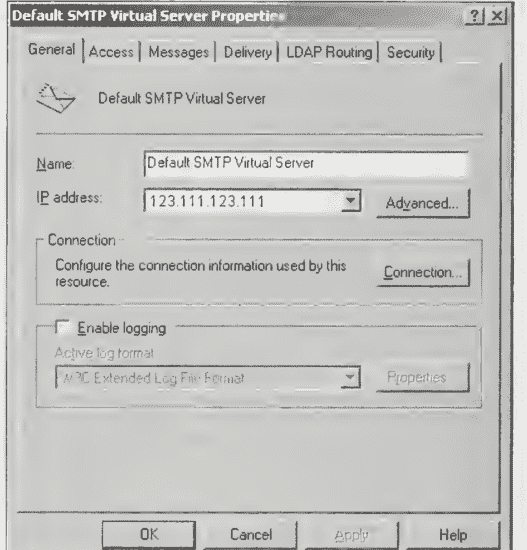 Default SMTP Virtual Server Properties
General Access Messages Delivery LDAP Routing Security
Default SMTP Virtual Server
Name: Default SMTP Virtual Server
IP address: 123.111.123.111 Advanced...
Connection
Configure the connection information used by this
resource.
Connection...
Enable logging
Active log format
W3C Extended Log File Format Properties
OK Cancel Apply Help